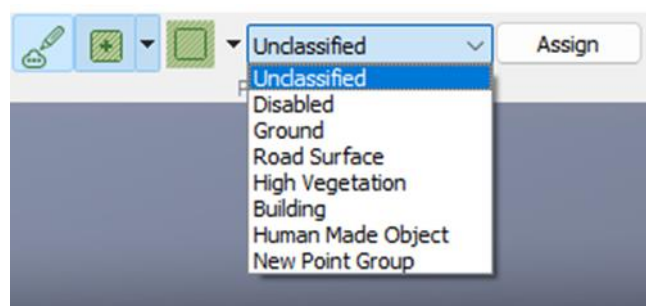 Unclassified
Assign
Unclassified
Disabled
Ground
Road Surface
High Vegetation
Building
Human Made Object
New Point Group